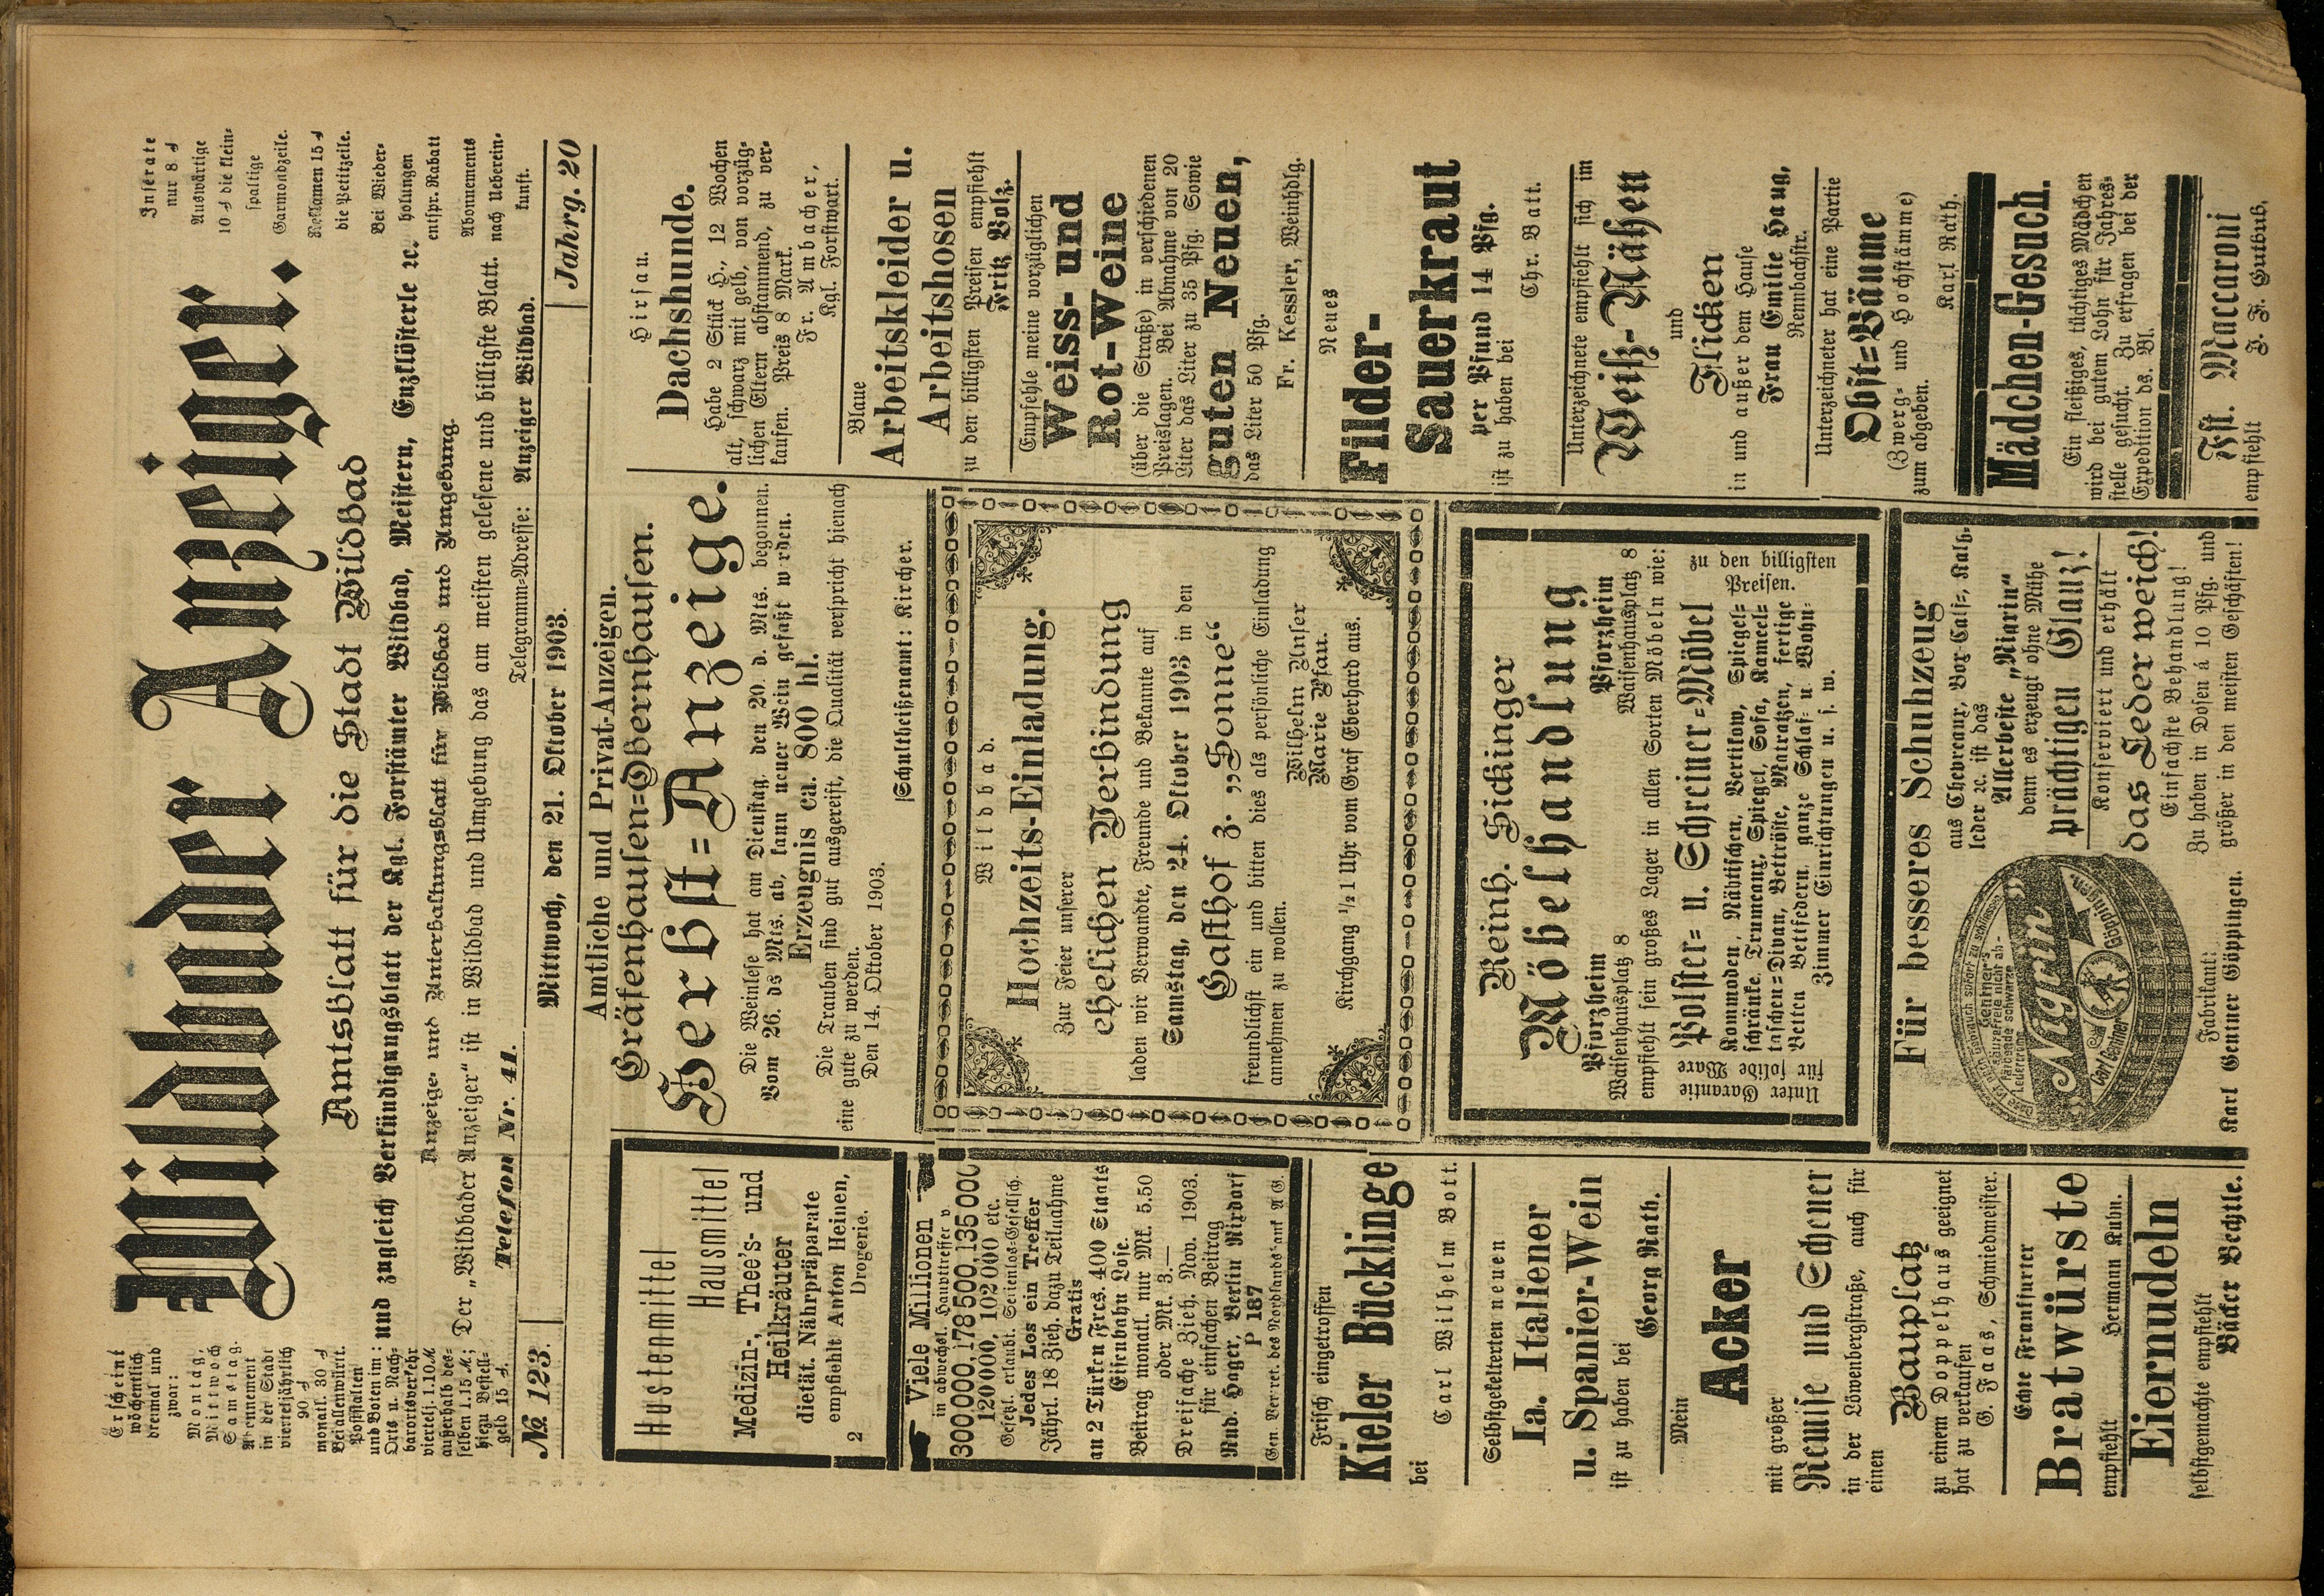 Erscheint
wöchentlich
dreimal und
zwar:
Montag,
Mittwoch
Samstag.
Abonnement
in der Stadt
vierteljährlich
90 ₰
monatl. 30 ₰
Bei allen württ.
Postanstalten
und Boten im
Orts u. Nach-
barortsverkehr
viertelj. 1.10 M
außerhalb des-
selben 1.15 M;
hiezu Bestell-
geld 15 ₰.
Wildbader Anzeiger.
Amtsblatt für die Stadt Wildbad
und zugleich Verkündigungsblatt der Kgl. Forstämter Wildbad, Meistern, Enzklösterle ꝛc.
Anzeige- und Unterhaltungsblatt für Wildbad und Umgebung.
Der „Wildbader Anzeiger“ ist in Wildbad und Umgebung das am meisten gelesene und billigste Blatt.
Telefon Nr. 41.
Telegramm=Adresse: Anzeiger Wildbad.
Inserate
nur 8 ₰
Auswärtige
10 ₰ die klein-
spaltige
Garmondzeile.
Reklamen 15 ₰
die Petitzeile.
Bei Wieder-
holungen
entspr. Rabatt
Abonnements
nach Ueberein-
kunft.
№ 123.
Mittwoch, den 21. Oktober 1903.
Jahrg. 20
Hustenmittel
Hausmittel
Medizin-, Thee's- und
Heilkräuter
dietät. Nährpräparate
empfiehlt Anton Heinen,
2 Drogerie.
Viele Millionen
in abwechsl. Haupttreffer v.
300000, 178500, 135000
120000, 102000 etc.
Gesetzl. erlaubt. Serienlos=Gesellsch.
Jedes Los ein Treffer
Jährl. 18 Zieh. dazu Teilnahme
Gratis
an 2 Türken Frcs. 400 Staats
Eisenbahn Lose.
Beitrag monatl. nur Mk. 5.50
oder Mk. 3.—
Dreifache Zieh. Nov. 1903.
für einfachen Beitrag
Rud. Hager, Berlin Rixdorf
P 187
Gen. Vertret. des Nordlandsbank A G.
Frisch eingetroffen
Kieler Bücklinge
bei Carl Wilhelm Bott.
Selbstgekelterten neuen
Ia. Italiener
u. Spanier-Wein
ist zu haben bei
Georg Rath.
Mein
Acker
mit großer
Remise und Scheuer
in der Löwenbergstraße, auch für
einen
Bauplatz
zu einem Doppelhaus geeignet
hat zu verkaufen
G. Faas, Schmiedmeister.
Echte Frankfurter
Bratwürste
empfiehlt Hermann Kuhn.
Eiernudeln
selbstgemachte empfiehlt
Bäcker Bechtle.
Amtliche und Privat-Anzeigen.
Gräfenhausen=Obernhausen.
Herbst=Anzeige.
Die Weinlese hat am Dienstag, den 20. d. Mts. begonnen.
Vom 26. ds Mts. ab, kann neuer Wein gefaßt w rden.
Erzeugnis ca. 800 hl.
Die Trauben sind gut ausgereift, die Qualität verspricht hienach
eine gute zu werden.
Den 14. Oktober 1903.
Schultheißenamt: Kircher.
Wildbad.
Hochzeits-Einladung.
Zur Feier unserer
ehelichen Verbindung
laden wir Verwandte, Freunde und Bekannte auf
Samstag, den 24. Oktober 1903 in den
Gasthof z. „Sonne“
freundlichst ein und bitten dies als persönliche Einladung
annehmen zu wollen.
Wilhelm Unser
Marie Pfau.
Kirchgang ½1 Uhr vom Graf Eberhard aus.
Reinh. Sickinger
Möbelhandlung
Pforzheim Pforzheim
Waisenhausplatz 8 Waisenhausplatz 8
empfiehlt sein großes Lager in allen Sorten Möbeln wie:
Unter Garantie
für solide Ware
Polster= u. Schreiner=Möbel
Kommoden, Nähtischen, Vertikow, Spiegel=
schränke, Trumeaux, Spiegel, Sofa, Kameel=
taschen=Divan, Bettröste, Matratzen, fertige
Betten Bettfedern, ganze Schlaf= u. Wohn=
Zimmer Einrichtungen u. s. w.
zu den billigsten
Preisen.
Für besseres Schuhzeug
aus Chevreaux, Box-Calf-, Kalb-
leder ꝛc. ist das
Allerbeste „Nigrin“
denn es erzeugt ohne Mühe
prächtigen Glanz!
Konserviert und erhält
das Leder weich!
Einfachste Behandlung!
Zu haben in Dosen á 10 Pfg. und
größer in den meisten Geschäften!
Gentner's
säurefreie nicht ab-
färbende schwarze
Ledercreme
Nigrin
Carl Gentner Göppingen.
Fabrikant:
Karl Gentner Göppingen.
Hirsau.
Dachshunde.
Habe 2 Stück H., 12 Wochen
alt, schwarz mit gelb, von vorzüg-
lichen Eltern abstammend, zu ver-
kaufen. Preis 8 Mark.
Fr. Ambacher,
Kgl. Forstwart.
Blaue
Arbeitskleider u.
Arbeitshosen
zu den billigsten Preisen empfiehlt
Fritz Volz.
Empfehle meine vorzüglichen
Weiss- und
Rot-Weine
(über die Straße) in verschiedenen
Preislagen. Bei Abnahme von 20
Liter das Liter zu 35 Pfg. Sowie
guten Neuen,
das Liter 50 Pfg.
Fr. Kessler, Weinhdlg.
Neues
Filder-
Sauerkraut
per Pfund 14 Pfg.
ist zu haben bei
Chr. Batt.
Unterzeichnete empfiehlt sich im
Weiß-Nähen
und
Flicken
in und außer dem Hause
Frau Emilie Haug,
Rennbachstr.
Unterzeichneter hat eine Partie
Obst=Bäume
(Zwerg- und Hochstämme)
zum abgeben.
Karl Rath.
Mädchen-Gesuch.
Ein fleißiges, tüchtiges Mädchen
wird bei gutem Lohn für Jahres-
stelle gesucht. Zu erfragen bei der
Expedition ds. Bl.
Fst. Maccaroni
empfiehlt J. F. Gutbub.